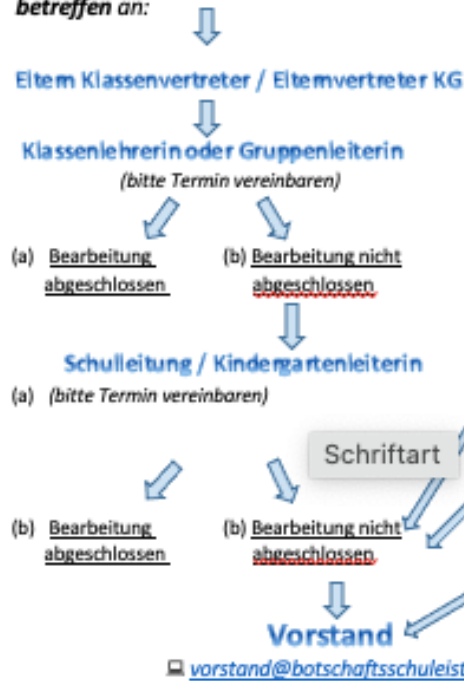 betreffen an:
Eltern Klassenvertreter / Elternvertreter KG
Klassenlehrerin oder Gruppenleiterin
(bitte Termin vereinbaren)
(a) Bearbeitung (b) Bearbeitung nicht
abgeschlossen abgeschlossen
Schulleitung / Kindergartenleiterin
(a) (bitte Termin vereinbaren)
Schriftart
(b) Bearbeitung (b) Bearbeitung nicht
abgeschlossen abgeschlossen
Vorstand
vorstand@botschaftsschuleist